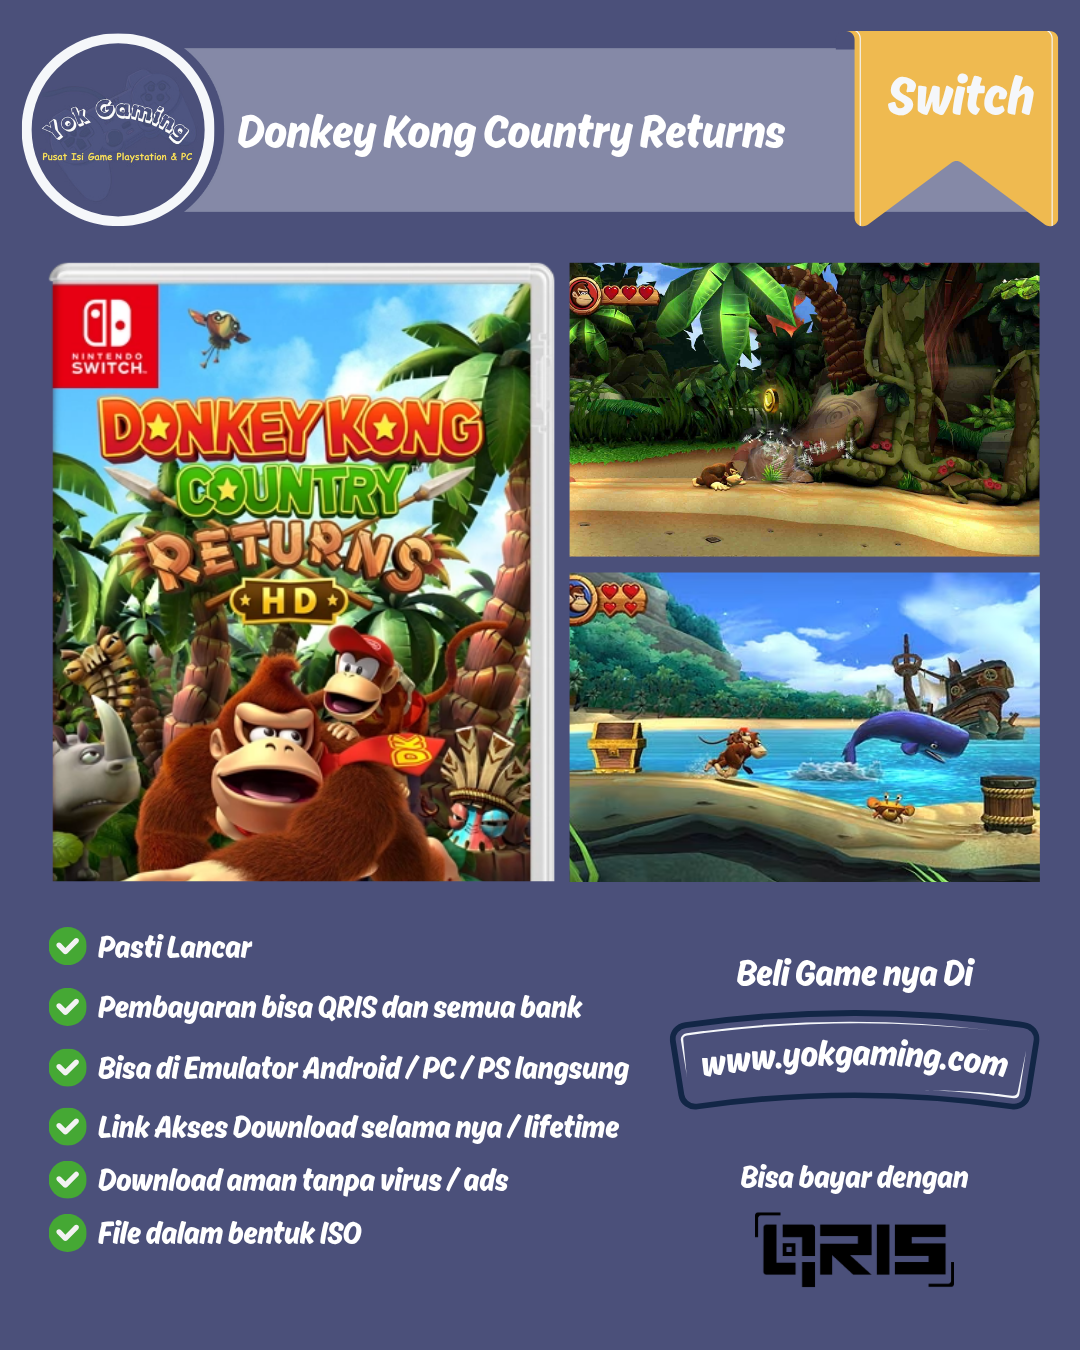 Yok Gaming
Pusat Isi Game Playstation & PC
Donkey Kong Country Returns
Switch
NINTENDO
SWITCH™
DONKEY KONG
COUNTRY™
RETURNS
HD
DK
Pasti Lancar
Pembayaran bisa QRIS dan semua bank
Bisa di Emulator Android / PC / PS langsung
Link Akses Download selama nya / lifetime
Download aman tanpa virus / ads
File dalam bentuk ISO
Beli Game nya Di
www.yokgaming.com
Bisa bayar dengan
QRIS